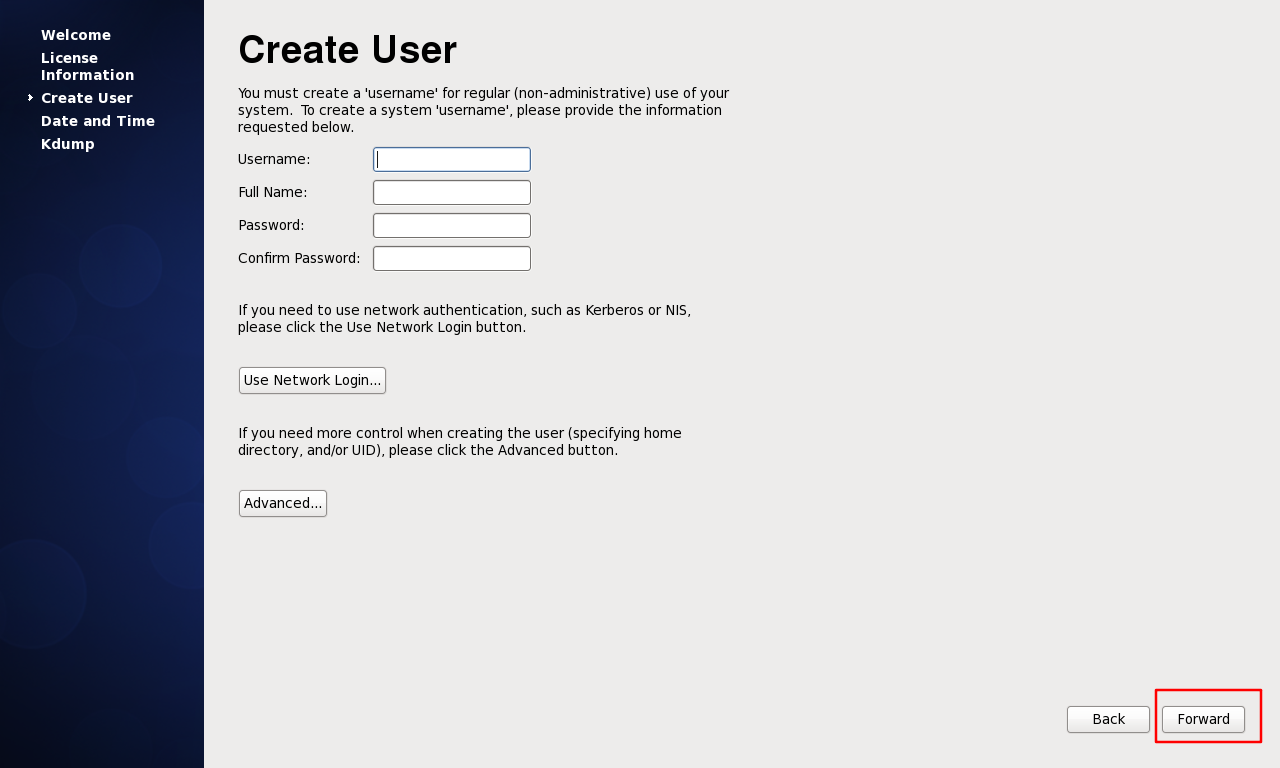 Welcome
License
Information
Create User
Date and Time
Kdump
Create User
You must create a 'username' for regular (non-administrative) use of your
system.  To create a system 'username', please provide the information
requested below.
Username:
Full Name:
Password:
Confirm Password:
If you need to use network authentication, such as Kerberos or NIS,
please click the Use Network Login button.
Use Network Login...
If you need more control when creating the user (specifying home
directory, and/or UID), please click the Advanced button.
Advanced...
Back
Forward